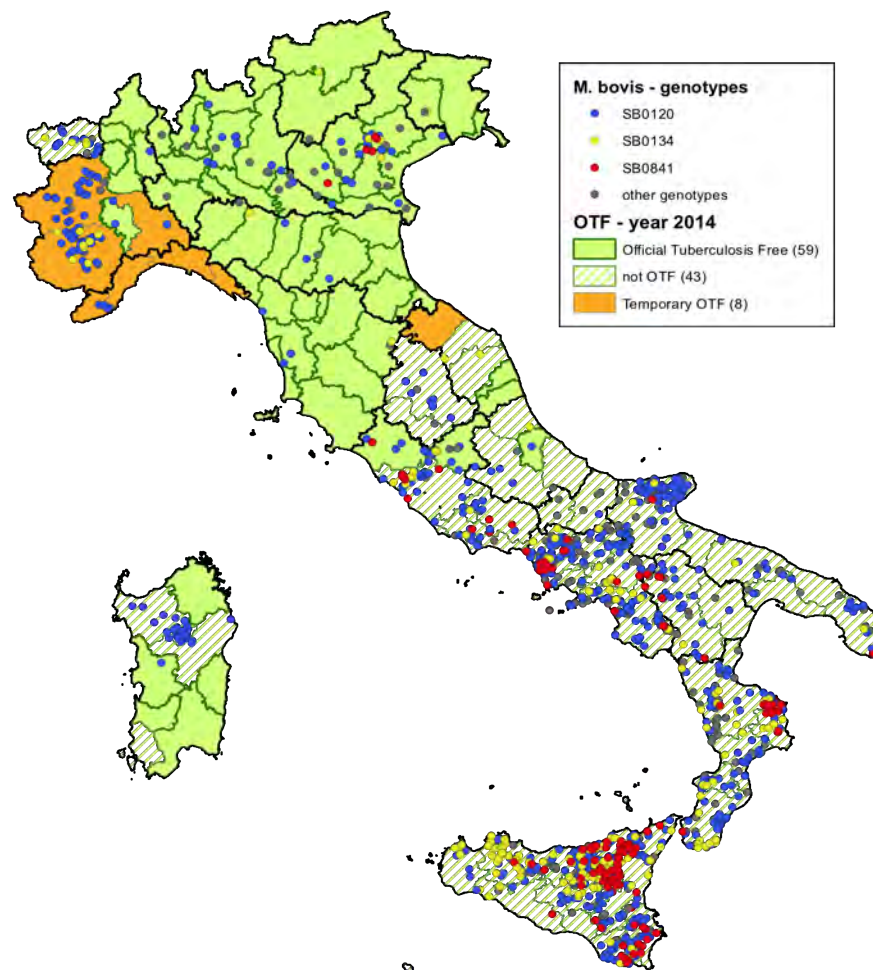 M. bovis - genotypes
SB0120
SB0134
SB0841
other genotypes
OTF - year 2014
Official Tuberculosis Free (59)
not OTF (43)
Temporary OTF (8)